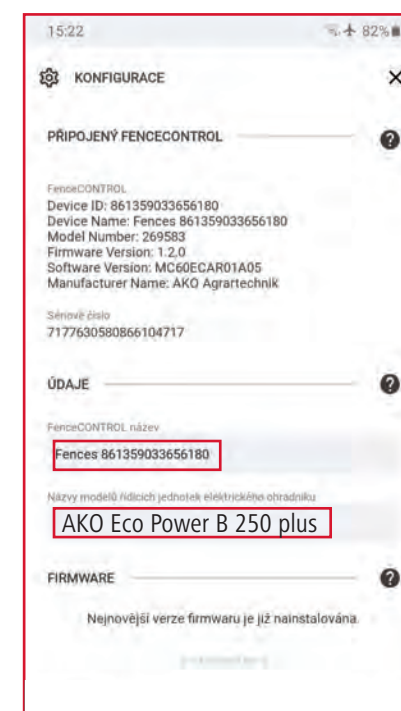 15:22 82%
KONFIGURACE ×
PŘIPOJENÝ FENCECONTROL ?
FenceCONTROL
Device ID: 861359033656180
Device Name: Fences 861359033656180
Model Number: 269583
Firmware Version: 1.2.0
Software Version: MC60ECAR01A05
Manufacturer Name: AKO Agrartechnik
Sériové číslo
7177630580866104717
ÚDAJE ?
FenceCONTROL název
Fences 861359033656180
Názvy modelů řídicích jednotek elektrického ohradníku
AKO Eco Power B 250 plus
FIRMWARE ?
Nejnovější verze firmwaru je již nainstalována.